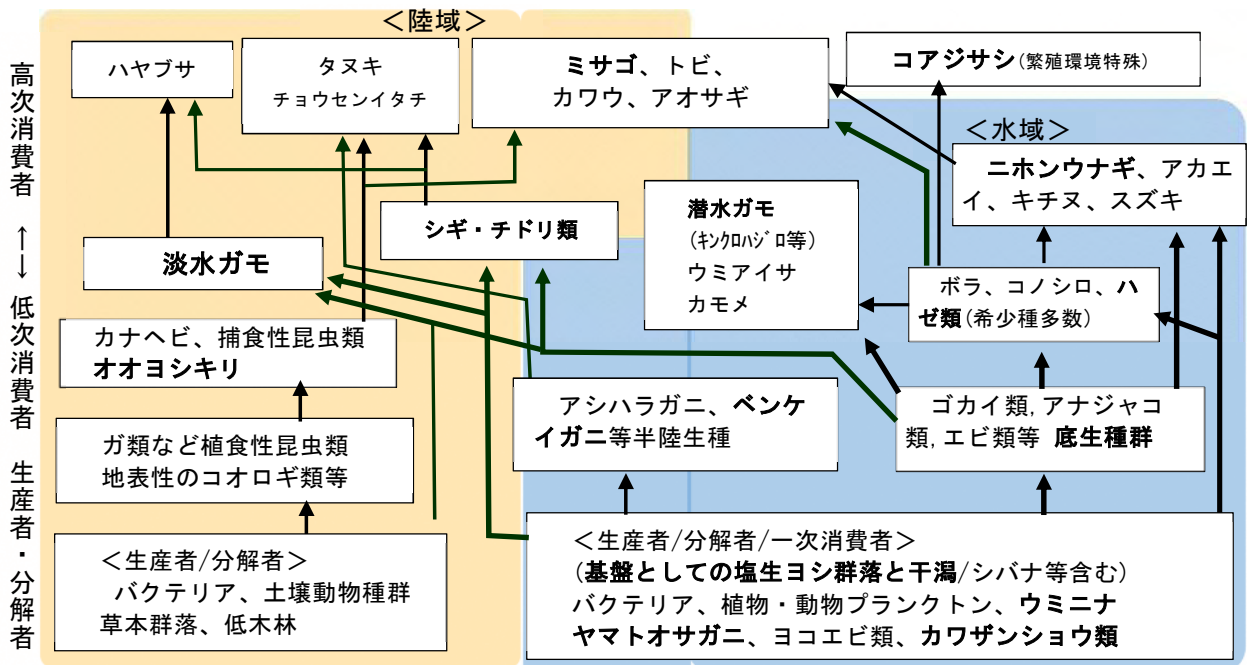 ＜陸域＞
ハヤブサ
タヌキ
チョウセンイタチ
ミサゴ、トビ、
カワウ、アオサギ
コアジサシ(繁殖環境特殊)
＜水域＞
ニホンウナギ、アカエ
イ、キチヌ、スズキ
高次消費者 ←→ 低次消費者 生産者・分解者
潜水ガモ
(ｷﾝｸﾛﾊｼﾞﾛ等)
ウミアイサ
カモメ
シギ・チドリ類
淡水ガモ
ボラ、コノシロ、ハ
ゼ類(希少種多数)
カナヘビ、捕食性昆虫類
オオヨシキリ
アシハラガニ、ベンケ
イガニ等半陸生種
ゴカイ類,アナジャコ
類,エビ類等 底生種群
ガ類など植食性昆虫類
地表性のコオロギ類等
＜生産者/分解者＞
バクテリア、土壌動物種群
草本群落、低木林
＜生産者/分解者/一次消費者＞
(基盤としての塩生ヨシ群落と干潟/シバナ等含む)
バクテリア、植物・動物プランクトン、ウミニナ
ヤマトオサガニ、ヨコエビ類、カワザンショウ類